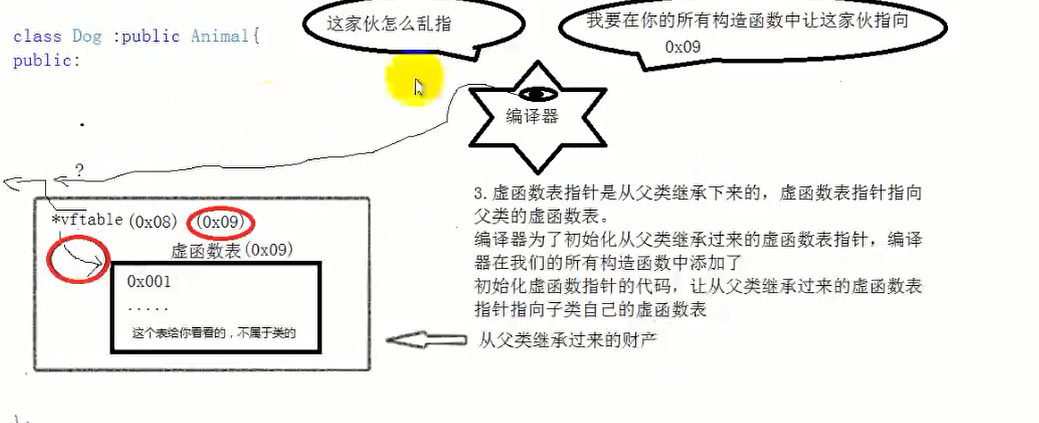 这家伙怎么乱指
我要在你的所有构造函数中让这家伙指向
0x09
class Dog :public Animal{
public:
编译器
?
*vftable (0x08) (0x09)
虚函数表(0x09)
0x001
.....
这个表给你看看的，不属于类的
3.虚函数表指针是从父类继承下来的，虚函数表指针指向
父类的虚函数表。
编译器为了初始化从父类继承过来的虚函数表指针，编译
器在我们的所有构造函数中添加了
初始化虚函数指针的代码，让从父类继承过来的虚函数表
指针指向子类自己的虚函数表
从父类继承过来的财产